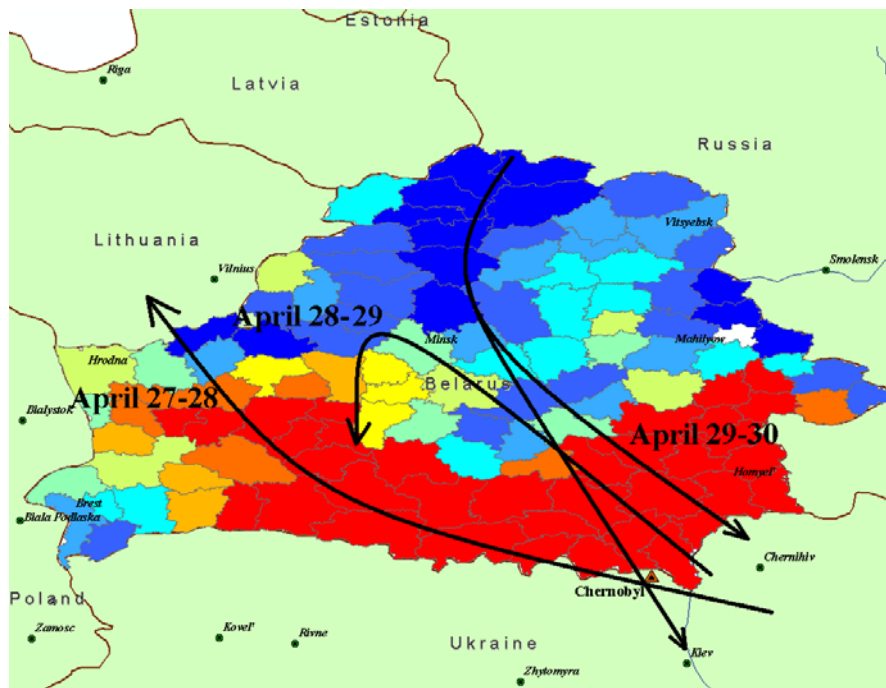 Estonia
Riga
Latvia
Russia
Vitsyebsk
Lithuania
Smolensk
Vilnius
April 28-29
Minsk
Mahilyow
Hrodna
Belarus
April 27-28
Bialystok
April 29-30
Homyel'
Brest
Biala Podlaska
Chernihiv
Chernobyl
Poland
Zamosc
Kovel'
Rivne
Ukraine
Kiev
Zhytomyra